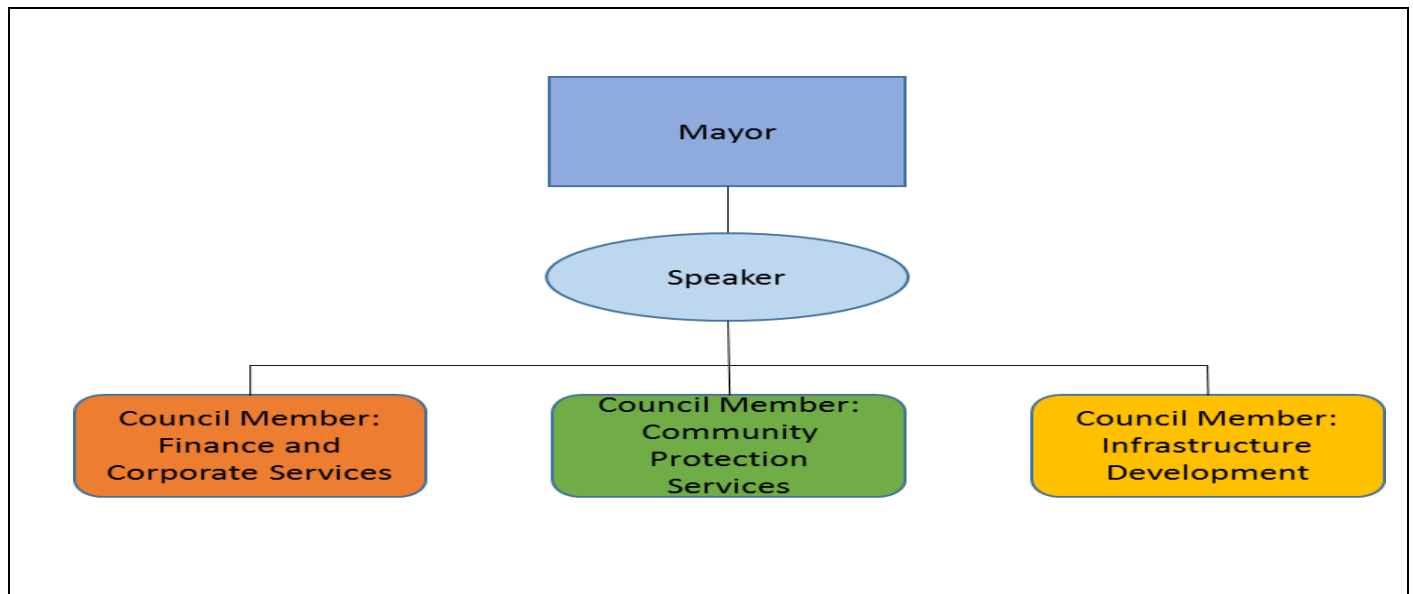 Mayor
Speaker
Council Member:
Finance and
Corporate Services
Council Member:
Community
Protection
Services
Council Member:
Infrastructure
Development